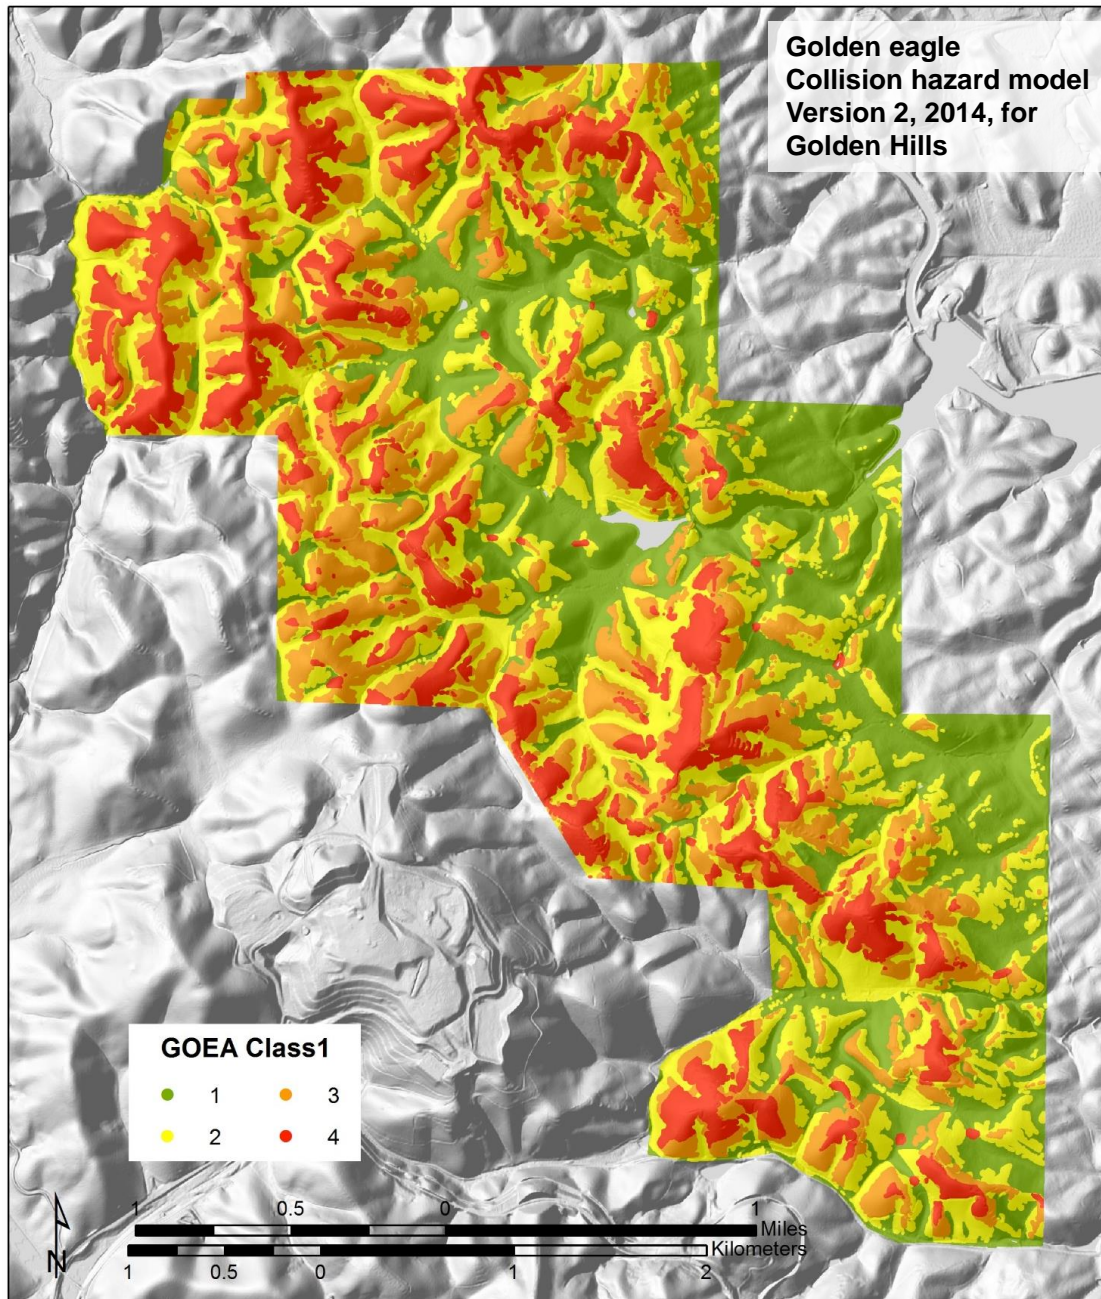 Golden eagle
Collision hazard model
Version 2, 2014, for
Golden Hills
GOEA Class1
1 3
2 4
1 0.5 0 1
Miles
Kilometers
1 0.5 0 1 2
N